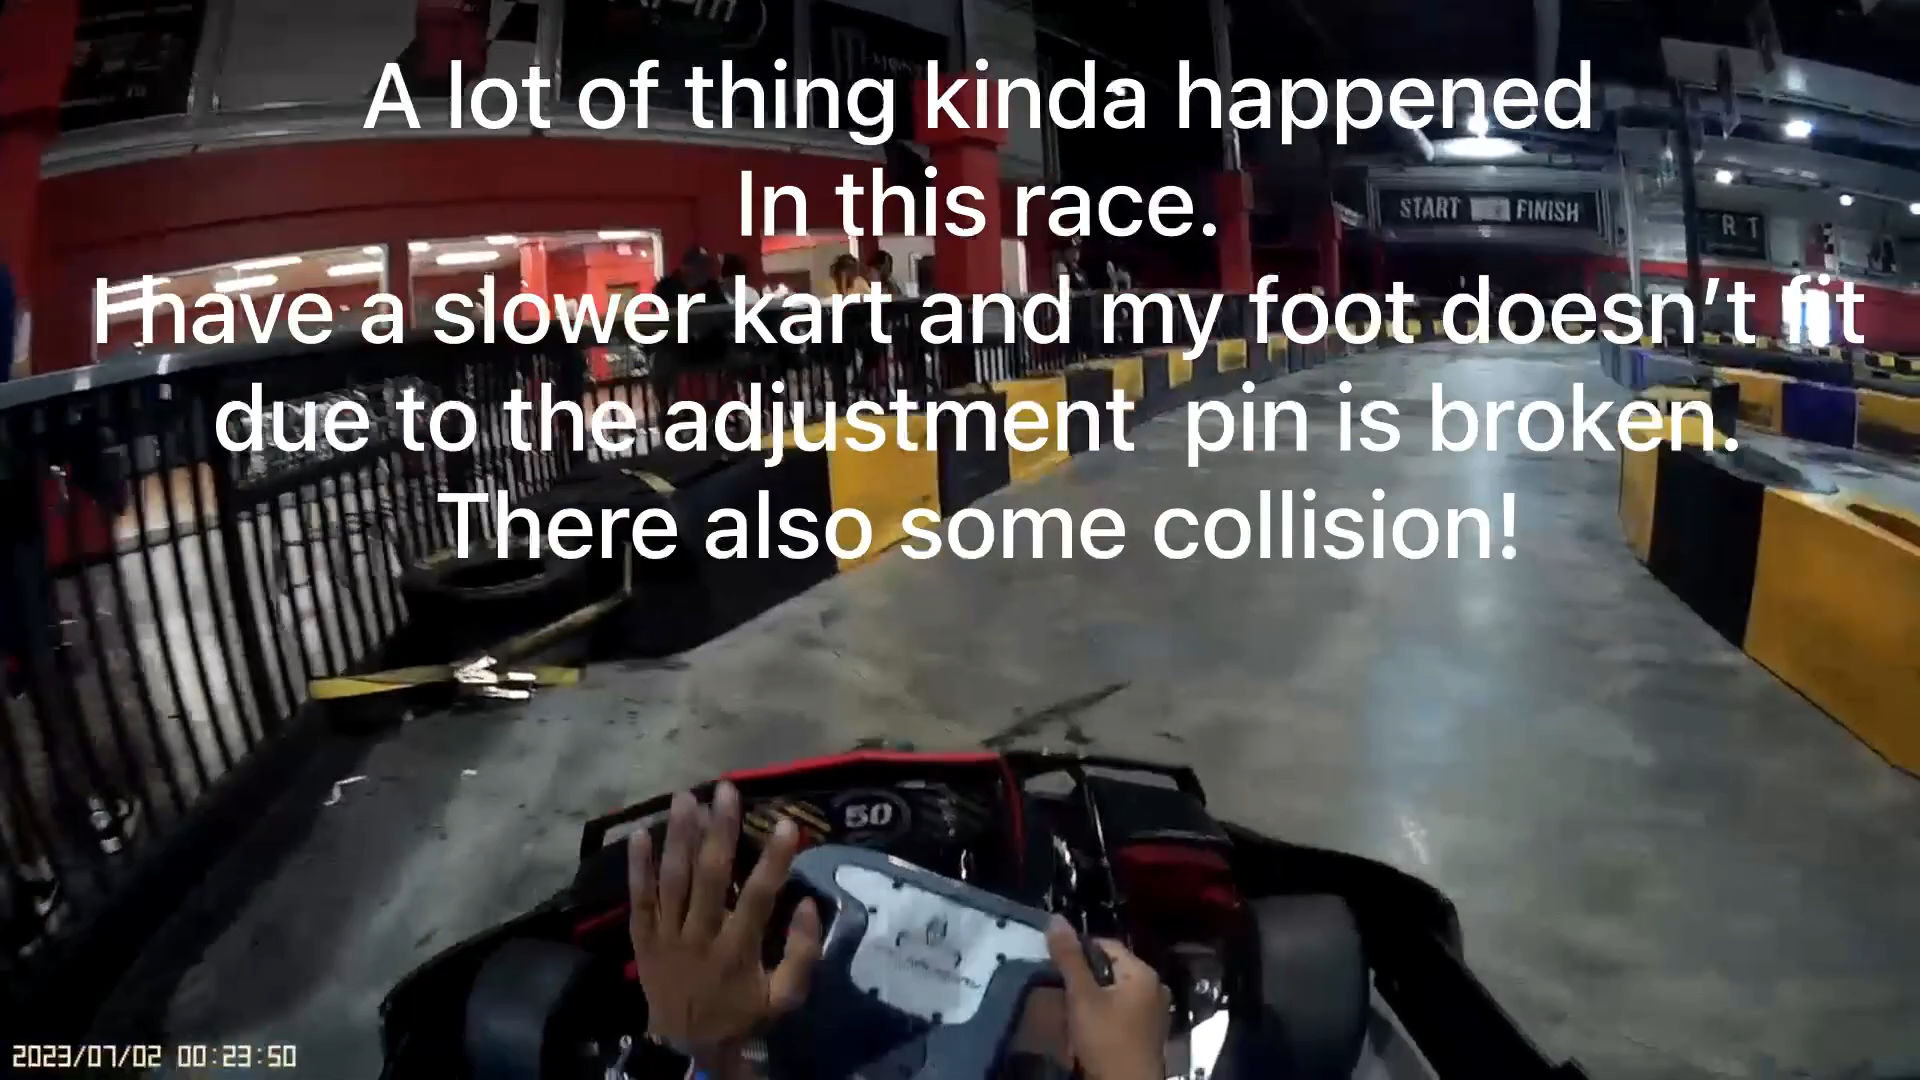 A lot of thing kinda happened
In this race.
I have a slower kart and my foot doesn't fit
due to the adjustment  pin is broken.
There also some collision!
START FINISH
R T
50
2023/07/02 00:23:50